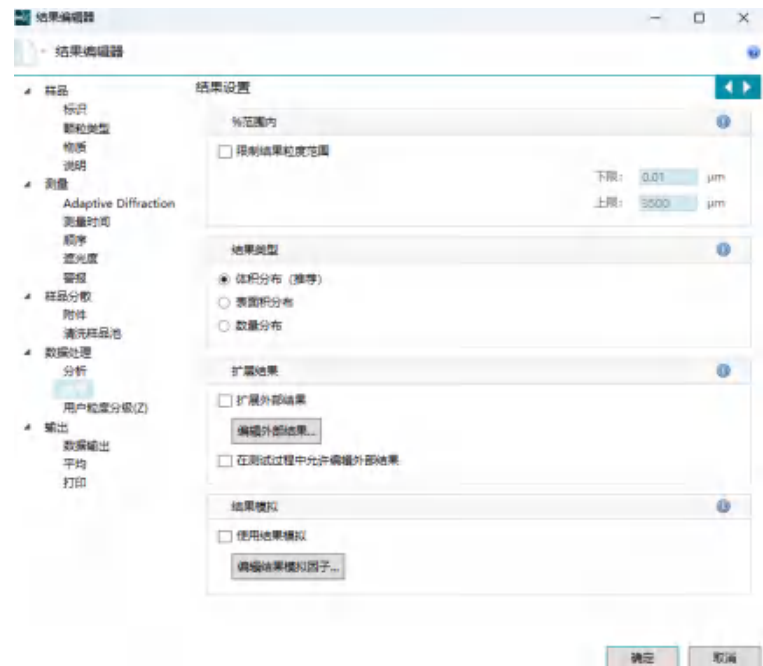 结果编辑器
结果编辑器
样品
标识
颗粒类型
物质
说明
测量
Adaptive Diffraction
测量时间
顺序
遮光度
警报
样品分散
附件
清洗样品池
数据处理
分析
用户粒度分级(Z)
输出
数据输出
平均
打印
结果设置
%范围内
限制结果粒度范围
下限: 0.01 μm
上限: 3500 μm
结果类型
体积分布 (推荐)
表面积分布
数量分布
扩展结果
扩展外部结果
编辑外部结果...
在测试过程中允许编辑外部结果
结果模拟
使用结果模拟
编辑结果模拟因子...
确定 取消